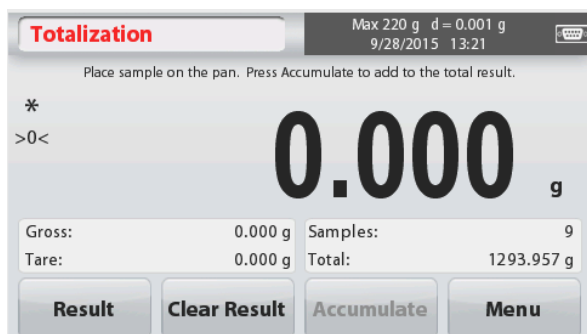 Totalization
Max 220 g  d = 0.001 g
9/28/2015  13:21
Place sample on the pan.  Press Accumulate to add to the total result.
*
>0<
0.000 g
Gross: 0.000 g Samples: 9
Tare: 0.000 g Total: 1293.957 g
Result Clear Result Accumulate Menu